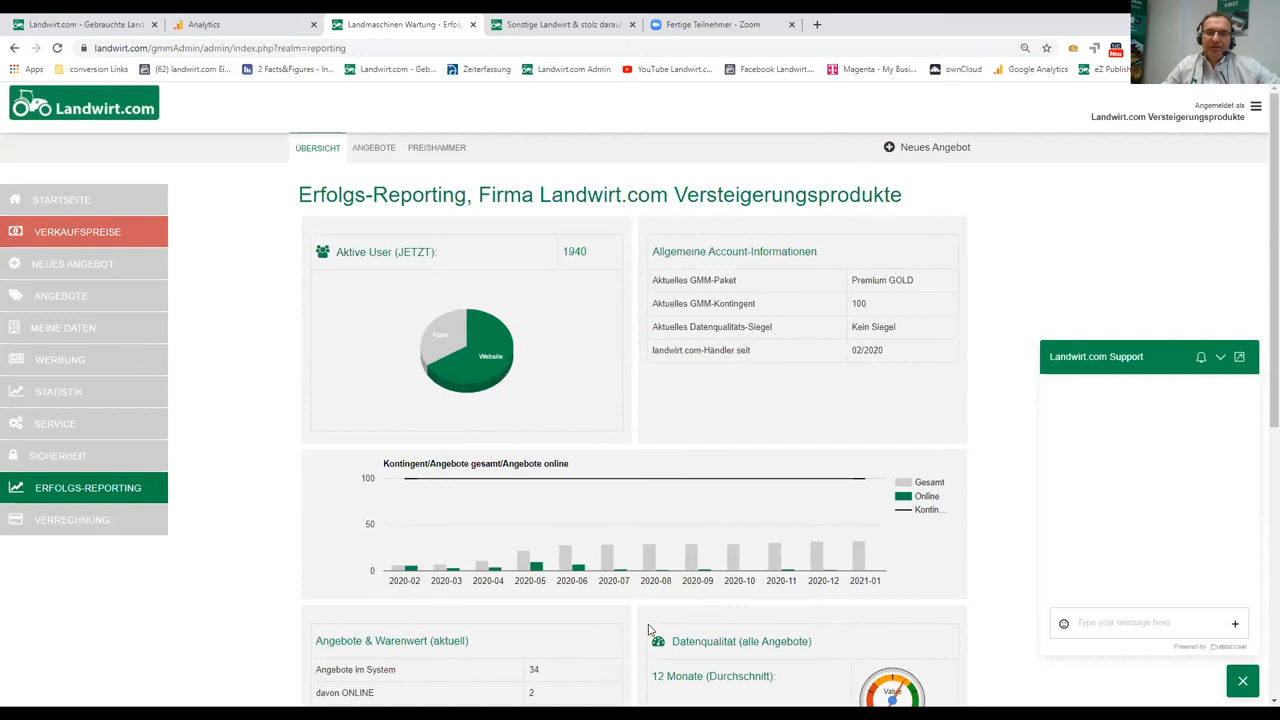 landwirt.com - Gebrauchte Land
Analytics
Landmaschinen Wartung - Erfolg
Sonstige Landwirt & stolz darauf
Fertige Teilnehmer - Zoom
landwirt.com/gmmAdmin/admin/index.php?realm=reporting
Neu
FIRST
Apps
conversion Links
(62) landwirt.com Ei...
2 Facts&Figures - In...
Landwirt.com - Geb...
Zeiterfassung
Landwirt.com Admin
YouTube Landwirt.c...
Facebook Landwirt....
Magenta - My Busi...
ownCloud
Google Analytics
eZ Publish
Landwirt.com
Angemeldet als
Landwirt.com Versteigerungsprodukte
ÜBERSICHT
ANGEBOTE
PREISHAMMER
Neues Angebot
STARTSEITE
VERKAUFSPREISE
NEUES ANGEBOT
ANGEBOTE
MEINE DATEN
WERBUNG
STATISTIK
SERVICE
SICHERHEIT
ERFOLGS-REPORTING
VERRECHNUNG
Erfolgs-Reporting, Firma Landwirt.com Versteigerungsprodukte
Aktive User (JETZT): 1940
Apps
Website
Allgemeine Account-Informationen
Aktuelles GMM-Paket Premium GOLD
Aktuelles GMM-Kontingent 100
Aktuelles Datenqualitäts-Siegel Kein Siegel
landwirt.com-Händler seit 02/2020
Kontingent/Angebote gesamt/Angebote online
100
50
0
2020-02 2020-03 2020-04 2020-05 2020-06 2020-07 2020-08 2020-09 2020-10 2020-11 2020-12 2021-01
Gesamt
Online
Kontin...
Angebote & Warenwert (aktuell)
Angebote im System 34
davon ONLINE 2
Datenqualität (alle Angebote)
12 Monate (Durchschnitt):
Value
Landwirt.com Support
Type your message here
Powered by